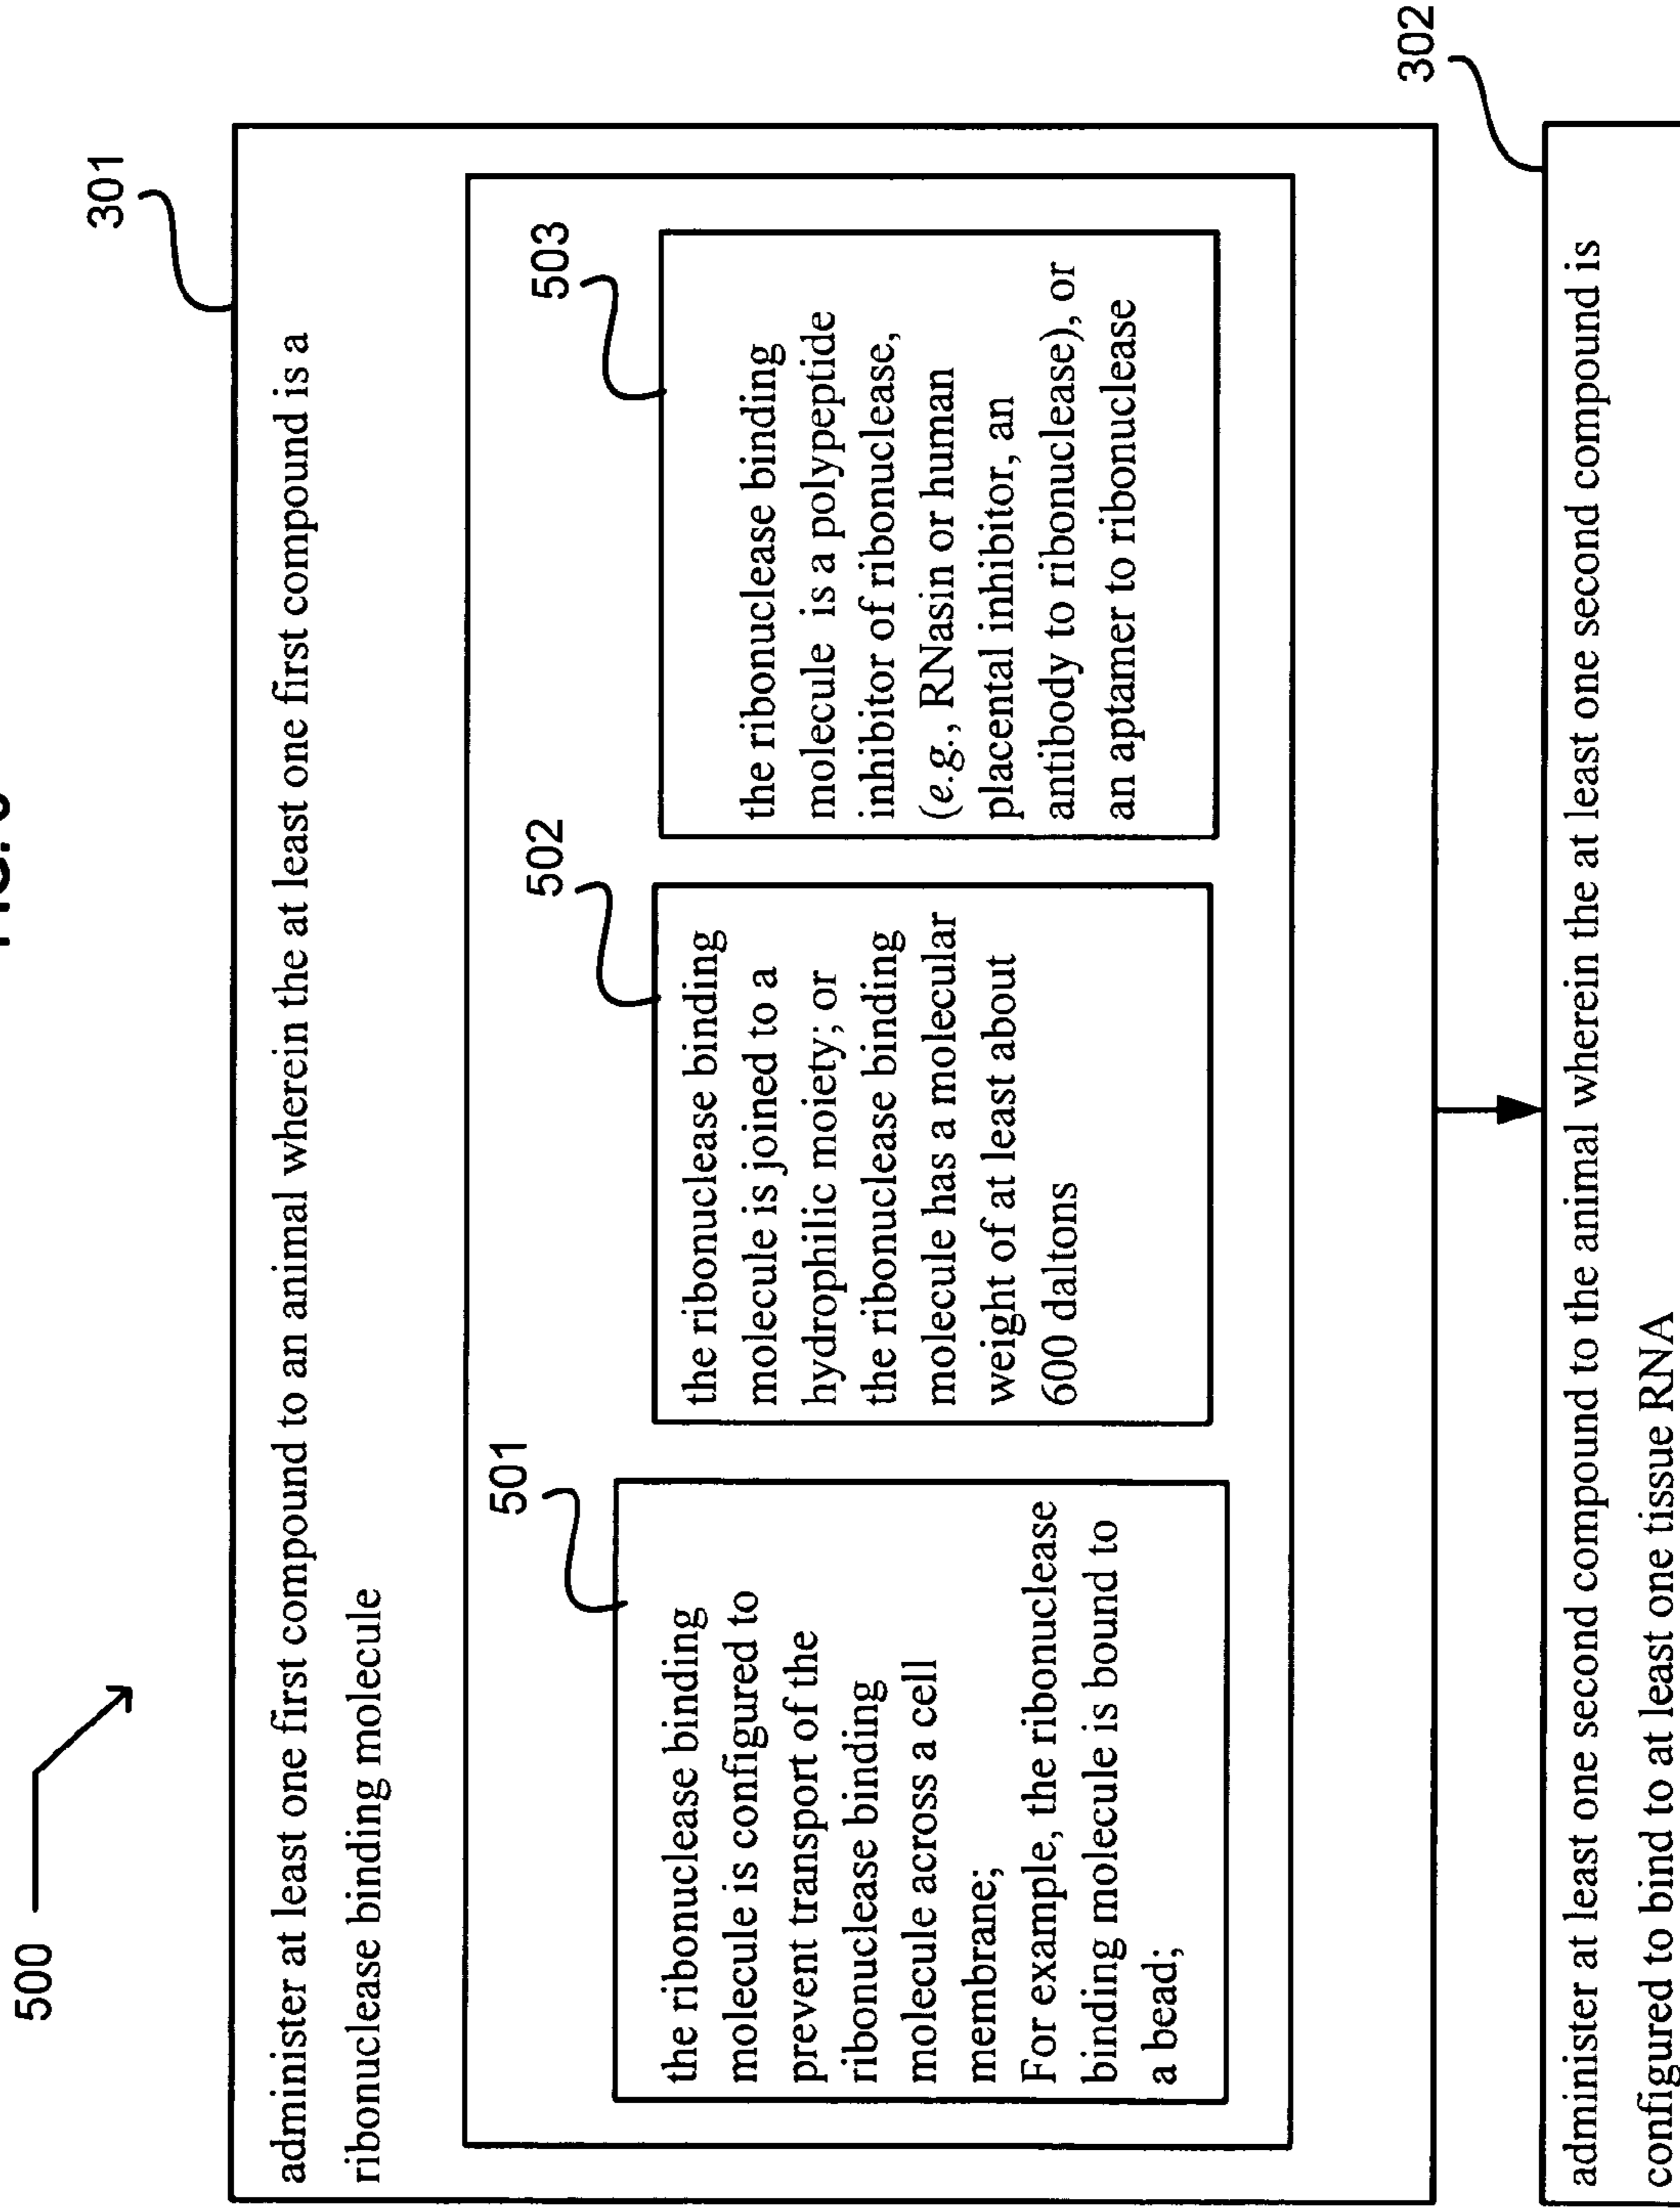 500
301
administer at least one first compound to an animal wherein the at least one first compound is a
ribonuclease binding molecule
501
the ribonuclease binding
molecule is configured to
prevent transport of the
ribonuclease binding
molecule across a cell
membrane;
For example, the ribonuclease
binding molecule is bound to
a bead;
502
the ribonuclease binding
molecule is joined to a
hydrophilic moiety; or
the ribonuclease binding
molecule has a molecular
weight of at least about
600 daltons
503
the ribonuclease binding
molecule is a polypeptide
inhibitor of ribonuclease,
(e.g., RNasin or human
placental inhibitor, an
antibody to ribonuclease), or
an aptamer to ribonuclease
302
administer at least one second compound to the animal wherein the at least one second compound is
configured to bind to at least one tissue RNA